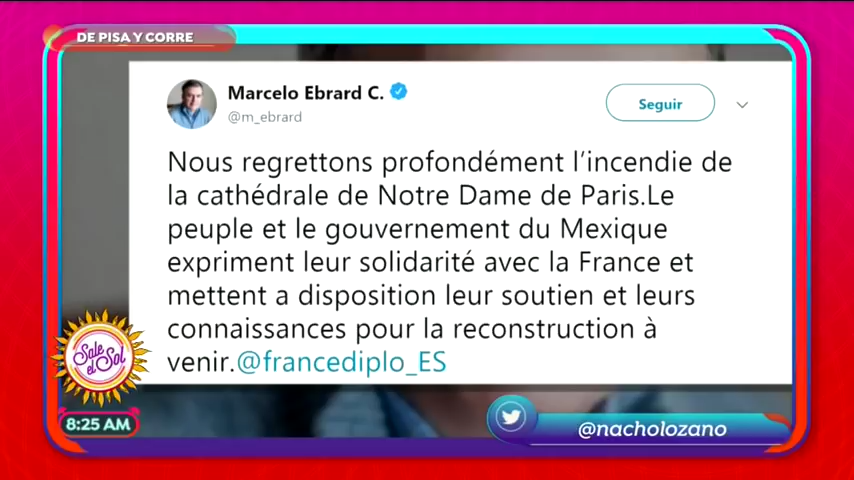 DE PISA Y CORRE
Marcelo Ebrard C.
@m_ebrard
Seguir
Nous regrettons profondément l'incendie de
la cathédrale de Notre Dame de Paris.Le
peuple et le gouvernement du Mexique
expriment leur solidarité avec la France et
mettent a disposition leur soutien et leurs
connaissances pour la reconstruction à
venir.@francediplo_ES
Sale el Sol
8:25 AM
@nacholozano